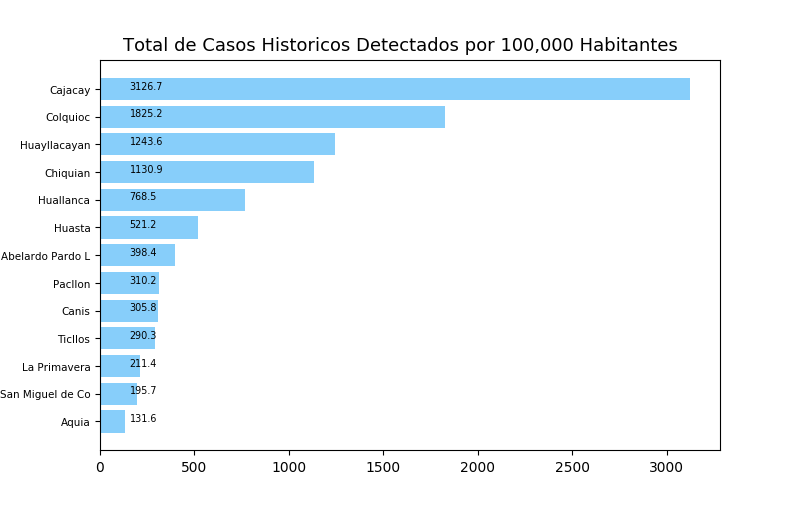 Total de Casos Historicos Detectados por 100,000 Habitantes
Cajacay 3126.7
Colquioc 1825.2
Huayllacayan 1243.6
Chiquian 1130.9
Huallanca 768.5
Huasta 521.2
Abelardo Pardo L 398.4
Pacllon 310.2
Canis 305.8
Ticllos 290.3
La Primavera 211.4
San Miguel de Co 195.7
Aquia 131.6
0 500 1000 1500 2000 2500 3000